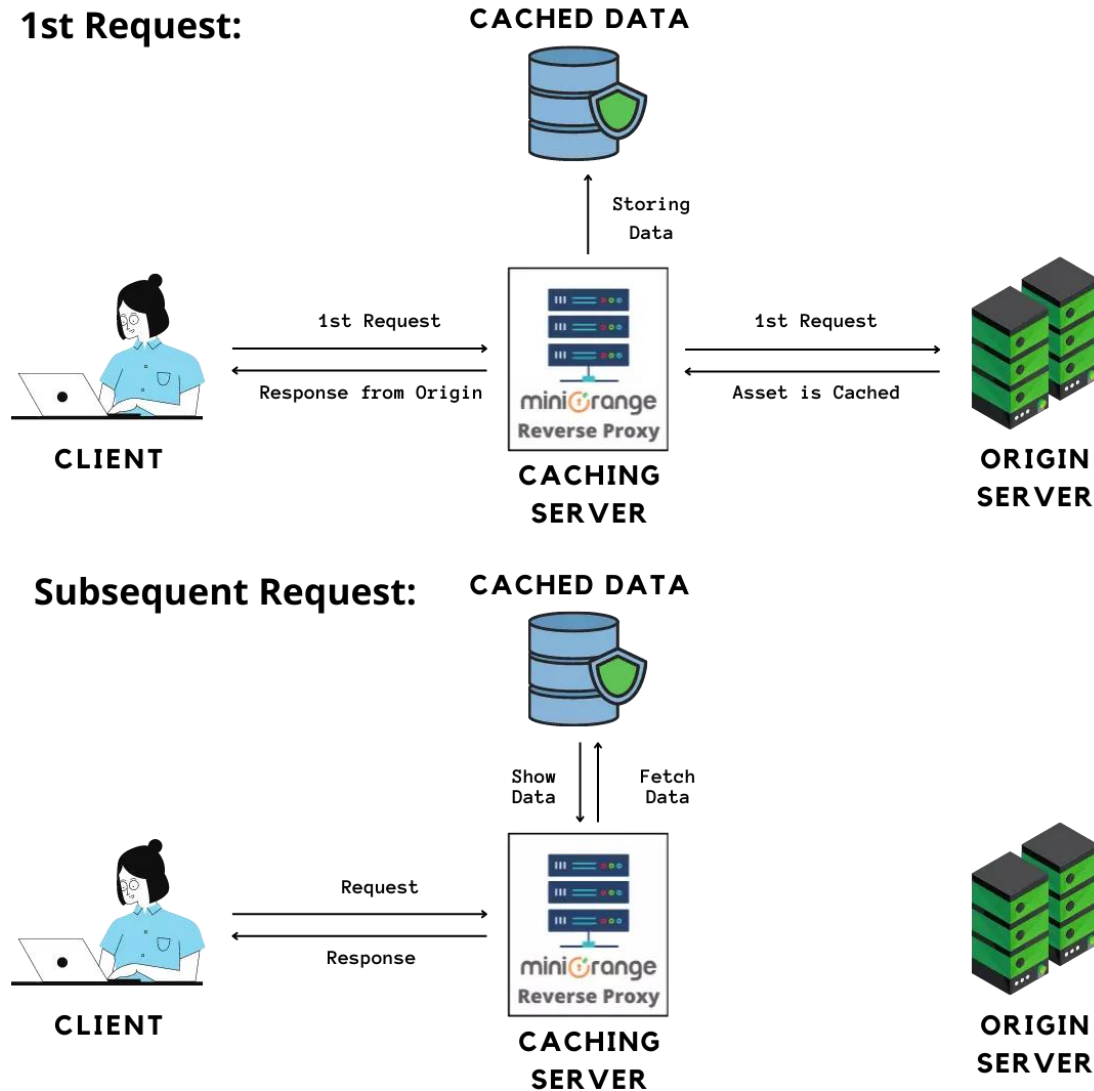 1st Request:
CACHED DATA
Storing
Data
1st Request
1st Request
Response from Origin
Asset is Cached
miniOrange
Reverse Proxy
CLIENT
CACHING
SERVER
ORIGIN
SERVER
Subsequent Request:
CACHED DATA
Show
Data
Fetch
Data
Request
Response
miniOrange
Reverse Proxy
CLIENT
CACHING
SERVER
ORIGIN
SERVER